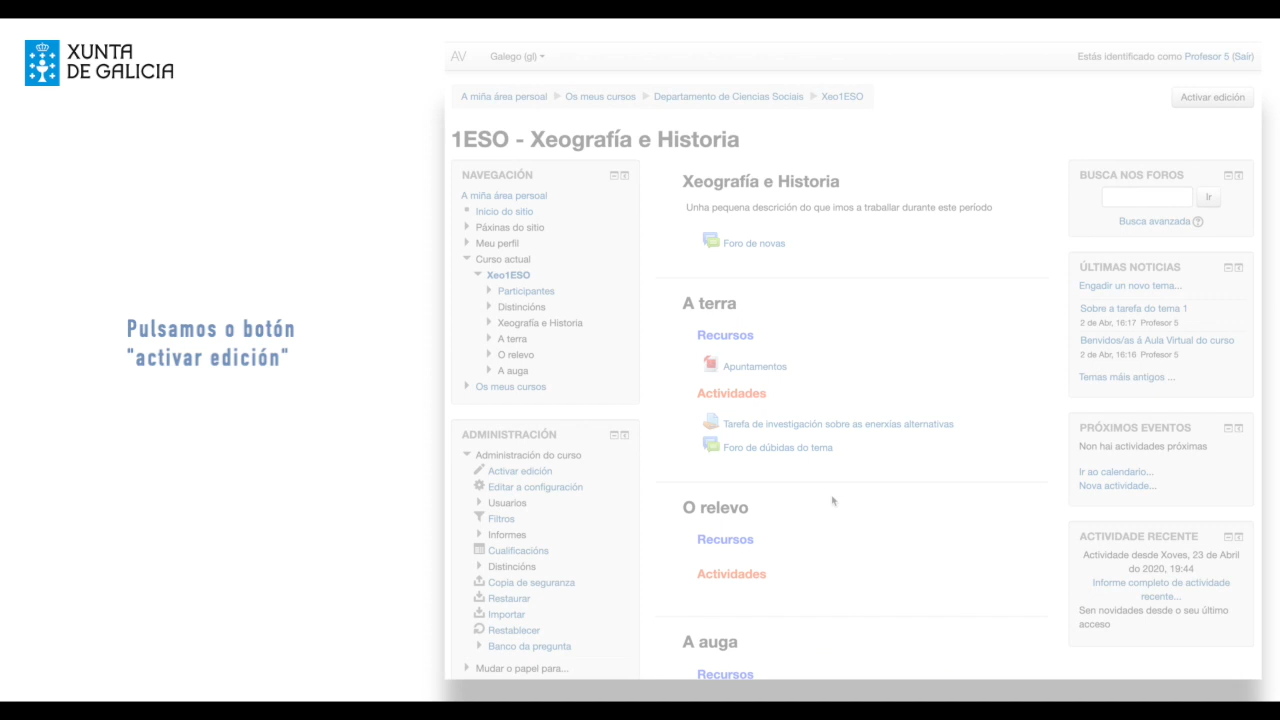 XUNTA
DE GALICIA
Pulsamos o botón
"activar edición"
AV Galego (gl) Estás identificado como Profesor 5 (Saír)
A miña área persoal Os meus cursos Departamento de Ciencias Sociais Xeo1ESO Activar edición
1ESO - Xeografía e Historia
NAVEGACIÓN
A miña área persoal
Inicio do sitio
Páxinas do sitio
Meu perfil
Curso actual
Xeo1ESO
Participantes
Distincións
Xeografía e Historia
A terra
O relevo
A auga
Os meus cursos
ADMINISTRACIÓN
Administración do curso
Activar edición
Editar a configuración
Usuarios
Filtros
Informes
Cualificacións
Distincións
Copia de seguranza
Restaurar
Importar
Restablecer
Banco da pregunta
Mudar o papel para...
Xeografía e Historia
Unha pequena descrición do que imos a traballar durante este período
Foro de novas
A terra
Recursos
Apuntamentos
Actividades
Tarefa de investigación sobre as enerxias alternativas
Foro de dúbidas do tema
O relevo
Recursos
Actividades
A auga
Recursos
BUSCA NOS FOROS
Ir
Busca avanzada
ÚLTIMAS NOTICIAS
Engadir un novo tema...
Sobre a tarefa do tema 1
2 de Abr, 16:17 Profesor 5
Benvidos/as á Aula Virtual do curso
2 de Abr, 16:16 Profesor 5
Temas máis antigos ...
PRÓXIMOS EVENTOS
Non hai actividades próximas
Ir ao calendario...
Nova actividade...
ACTIVIDADE RECENTE
Actividade desde Xoves, 23 de Abril
do 2020, 19:44
Informe completo de actividade
recente...
Sen novidades desde o seu último
acceso